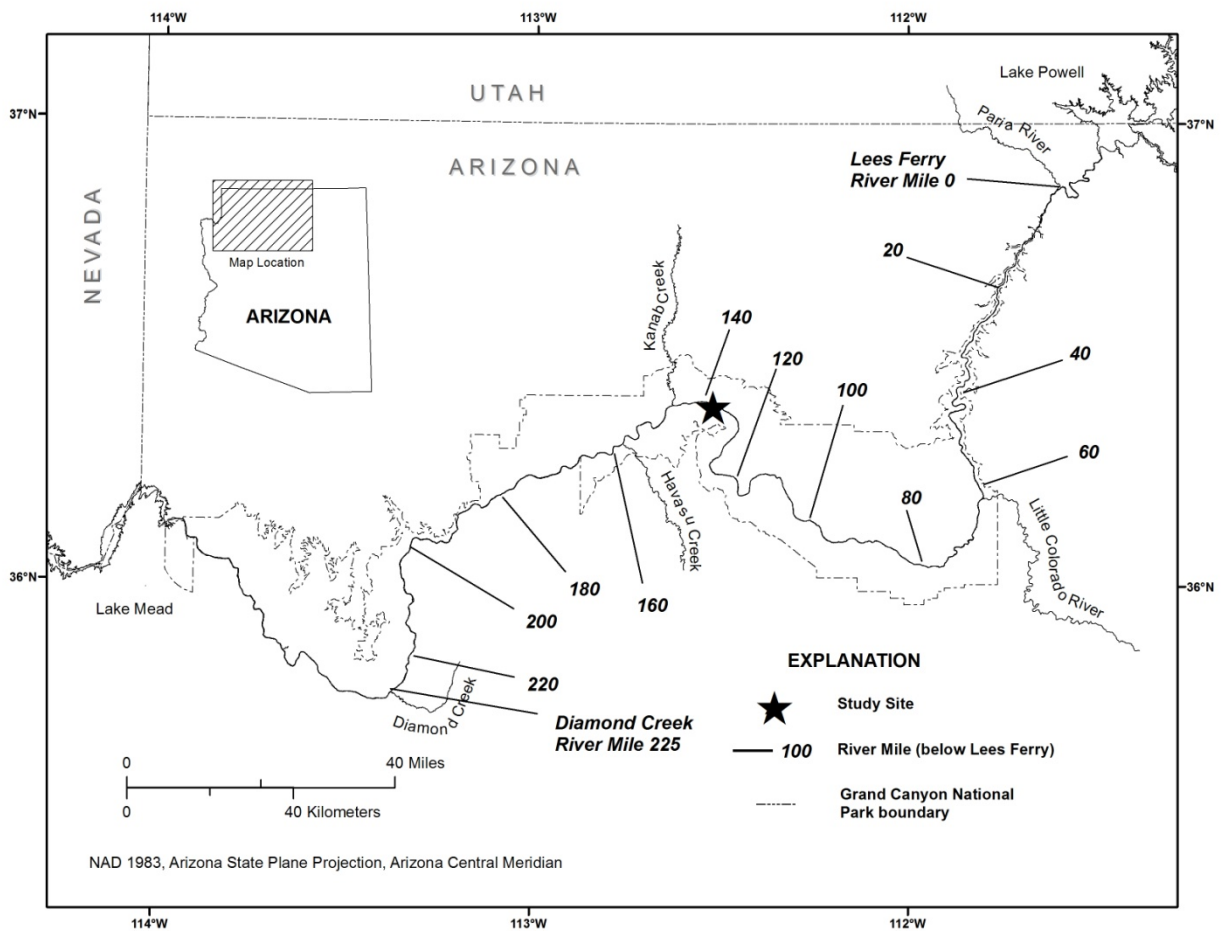 114°W
113°W
112°W
Lake Powell
UTAH
37°N
37°N
Paria River
ARIZONA
Lees Ferry
River Mile 0
NEVADA
20
Map Location
Kanab Creek
ARIZONA
140
40
120
100
60
80
Havasu Creek
Little Colorado River
36°N
36°N
180
160
Lake Mead
200
EXPLANATION
220
Study Site
Diamond Creek
Diamond Creek
River Mile 225
100 River Mile (below Lees Ferry)
0 40 Miles
Grand Canyon National
Park boundary
0 40 Kilometers
NAD 1983, Arizona State Plane Projection, Arizona Central Meridian
114°W
113°W
112°W